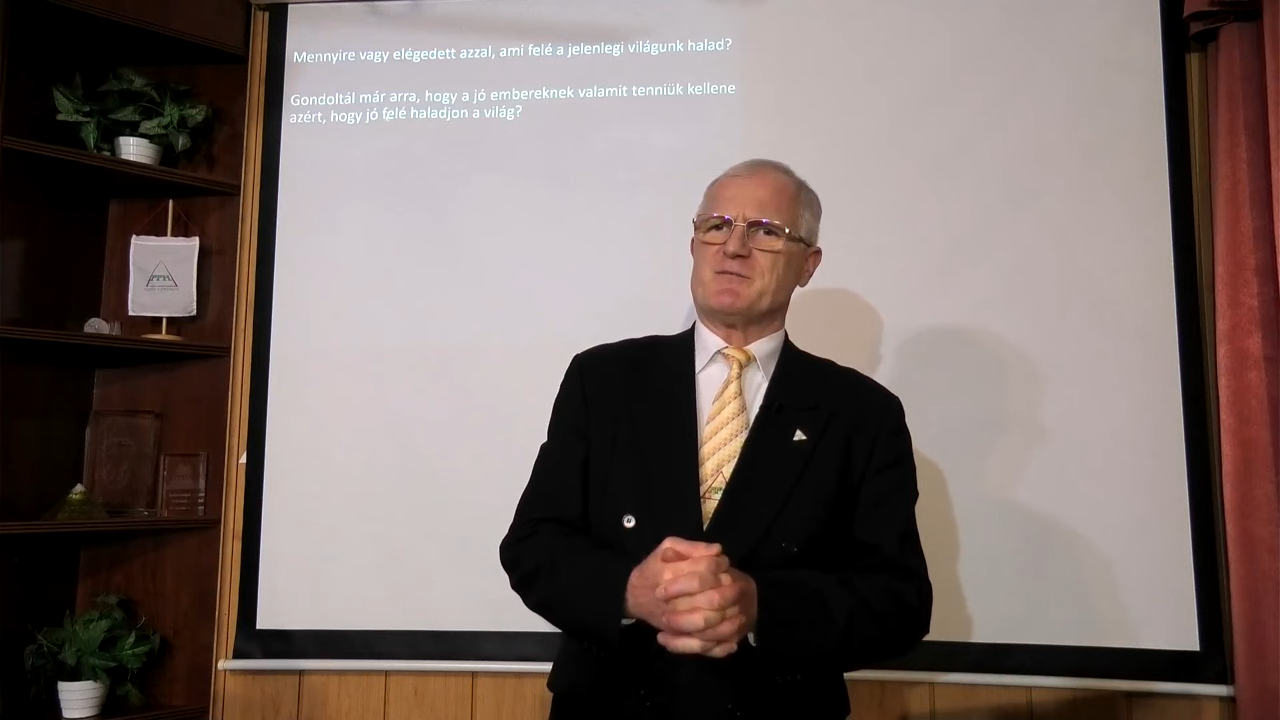 Mennyire vagy elégedett azzal, ami felé a jelenlegi világunk halad?
Gondoltál már arra, hogy a jó embereknek valamit tenniük kellene
azért, hogy jó felé haladjon a világ?